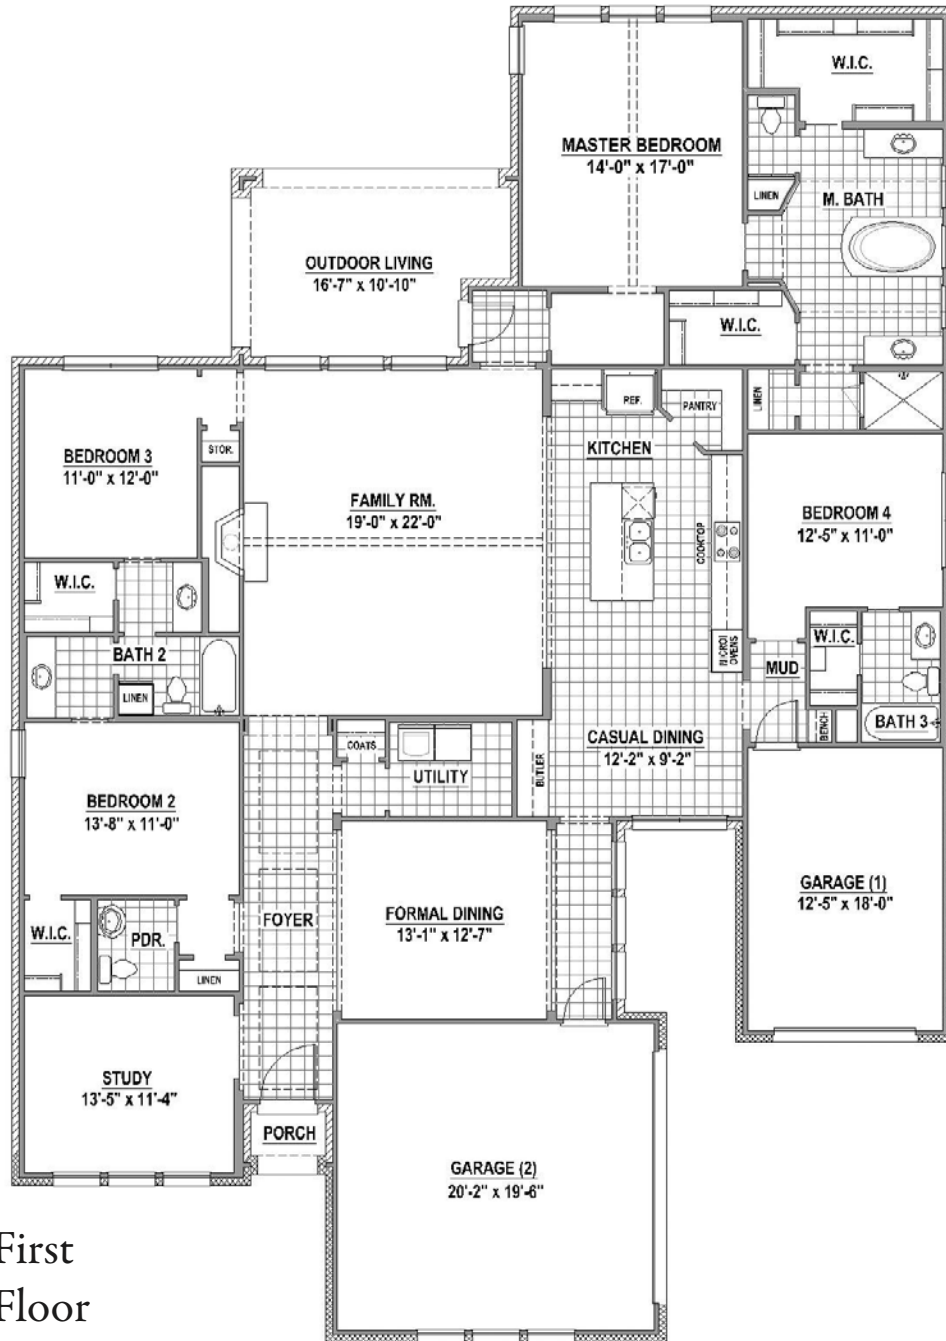 W.I.C.
MASTER BEDROOM
14'-0" x 17'-0"
LINEN
M. BATH
OUTDOOR LIVING
16'-7" x 10'-10"
W.I.C.
REF.
PANTRY
LINEN
STOR.
KITCHEN
BEDROOM 3
11'-0" x 12'-0"
FAMILY RM.
19'-0" x 22'-0"
BEDROOM 4
12'-5" x 11'-0"
COOKTOP
W.I.C.
W.I.C.
MICRO/
OVENS
BATH 2
MUD
LINEN
BENCH
BATH 3
COATS
CASUAL DINING
12'-2" x 9'-2"
UTILITY
BUTLER
BEDROOM 2
13'-8" x 11'-0"
GARAGE (1)
12'-5" x 18'-0"
FORMAL DINING
13'-1" x 12'-7"
FOYER
W.I.C.
PDR.
LINEN
STUDY
13'-5" x 11'-4"
PORCH
GARAGE (2)
20'-2" x 19'-6"
First
Floor